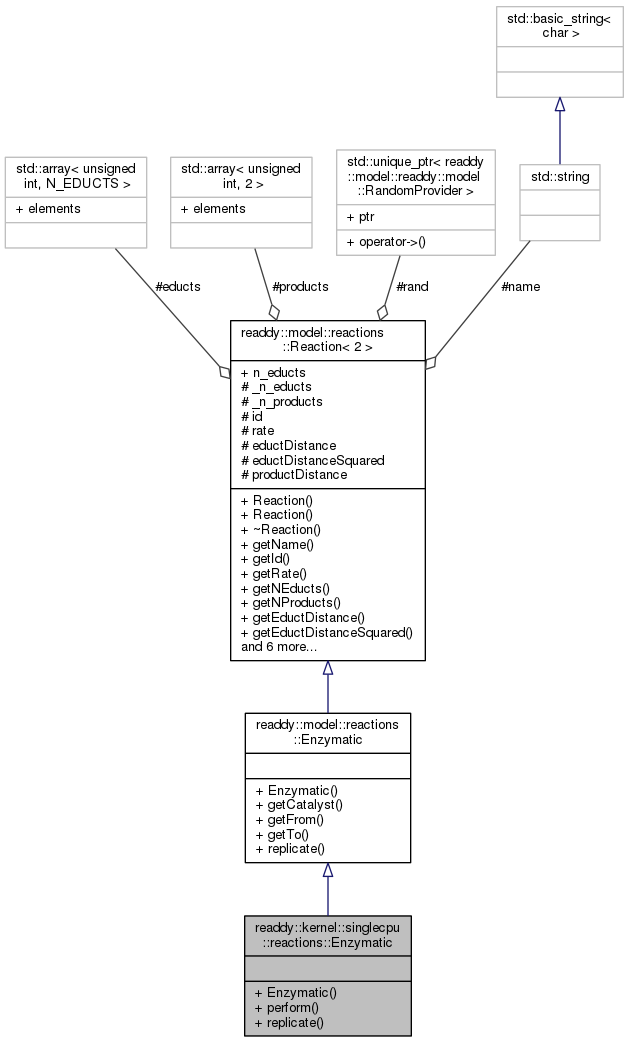 std::basic_string<
char >
std::array< unsigned
int, N_EDUCTS >
+ elements
std::array< unsigned
int, 2 >
+ elements
std::unique_ptr< readdy
::model::readdy::model
::RandomProvider >
+ ptr
+ operator->()
std::string
#educts
#products
#rand
#name
readdy::model::reactions
::Reaction< 2 >
+ n_educts
# _n_educts
# _n_products
# id
# rate
# eductDistance
# eductDistanceSquared
# productDistance
+ Reaction()
+ Reaction()
+ ~Reaction()
+ getName()
+ getId()
+ getRate()
+ getNEducts()
+ getNProducts()
+ getEductDistance()
+ getEductDistanceSquared()
and 6 more...
readdy::model::reactions
::Enzymatic
+ Enzymatic()
+ getCatalyst()
+ getFrom()
+ getTo()
+ replicate()
readdy::kernel::singlecpu
::reactions::Enzymatic
+ Enzymatic()
+ perform()
+ replicate()